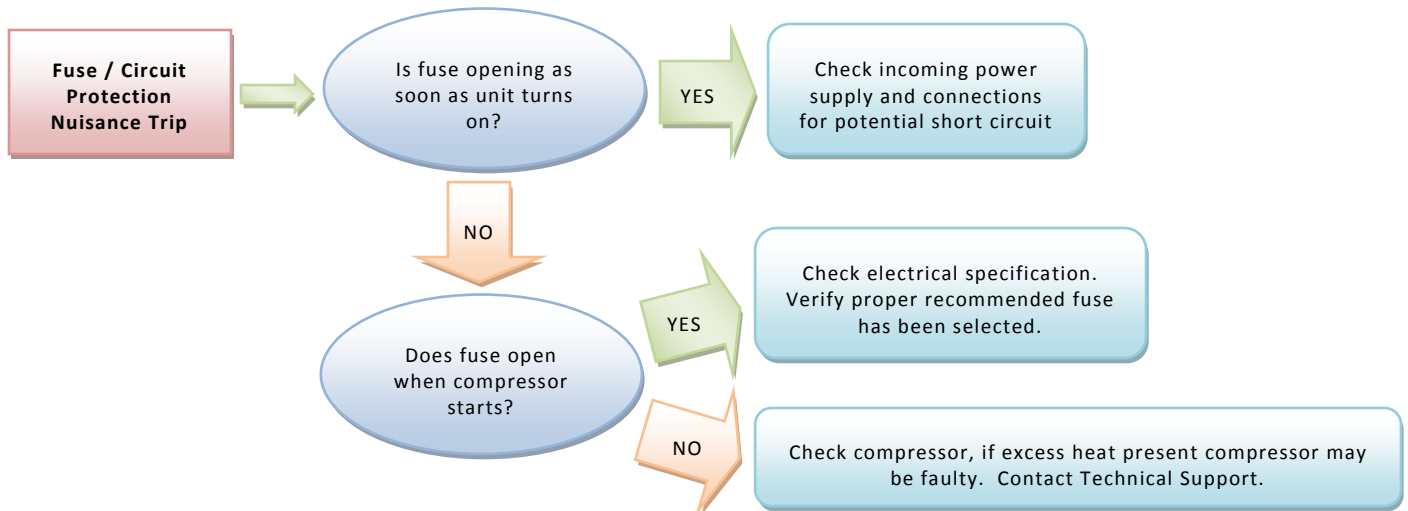 Fuse / Circuit
Protection
Nuisance Trip
Is fuse opening as
soon as unit turns
on?
YES
Check incoming power
supply and connections
for potential short circuit
NO
Does fuse open
when compressor
starts?
YES
Check electrical specification.
Verify proper recommended fuse
has been selected.
NO
Check compressor, if excess heat present compressor may
be faulty.  Contact Technical Support.